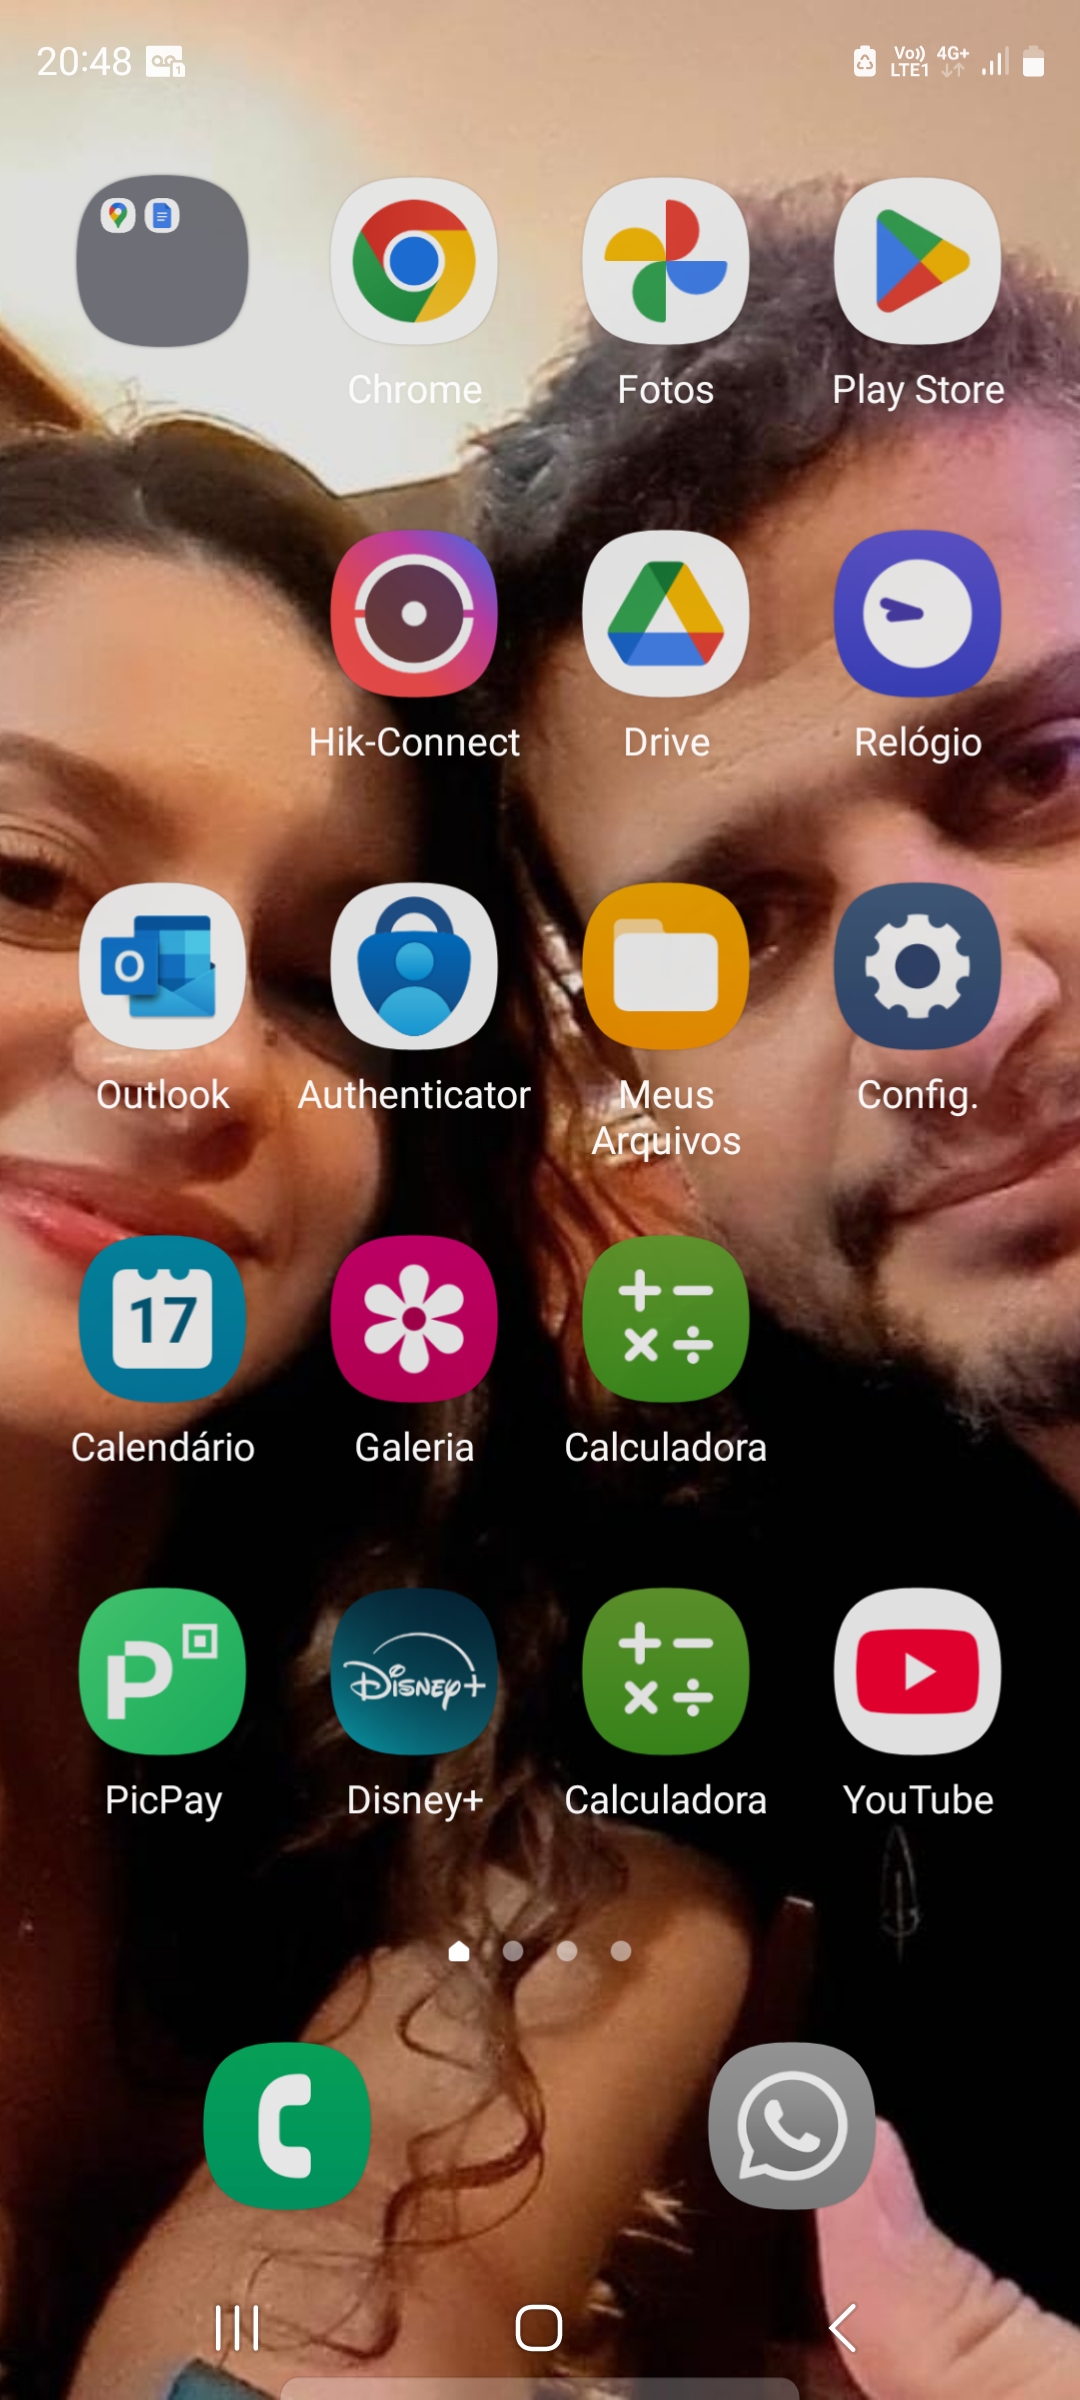 20:48
Vo))
LTE1
4G+
Chrome
Fotos
Play Store
Hik-Connect
Drive
Relógio
Outlook
Authenticator
Meus
Arquivos
Config.
17
Calendário
Galeria
Calculadora
Disney+
PicPay
Disney+
Calculadora
YouTube